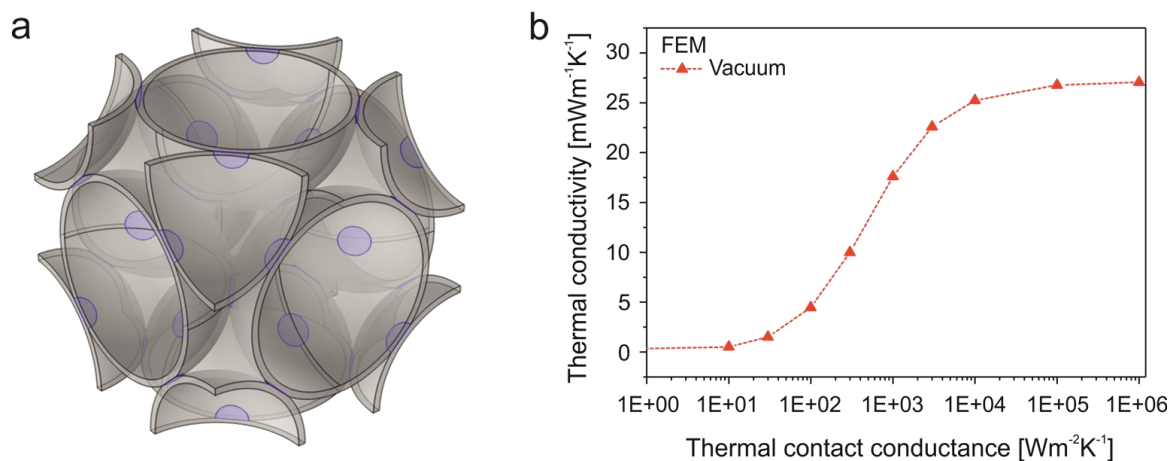 a
b
FEM
Vacuum
Thermal conductivity [mWm⁻¹K⁻¹]
30
25
20
15
10
5
0
1E+00 1E+01 1E+02 1E+03 1E+04 1E+05 1E+06
Thermal contact conductance [Wm⁻²K⁻¹]